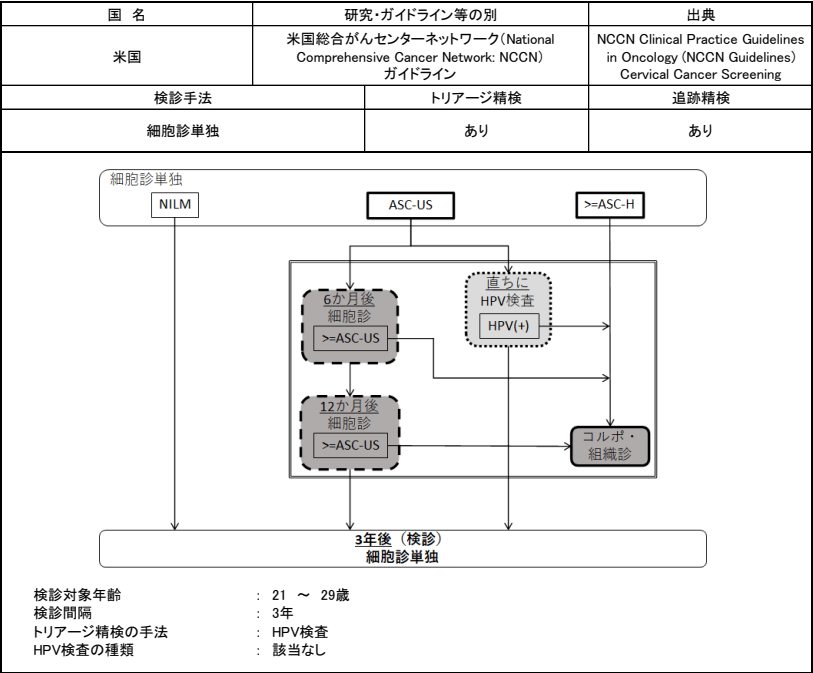 国 名
研究・ガイドライン等の別
出典
米国
米国総合がんセンターネットワーク(National
Comprehensive Cancer Network: NCCN)
ガイドライン
NCCN Clinical Practice Guidelines
in Oncology (NCCN Guidelines)
Cervical Cancer Screening
検診手法
トリアージ精検
追跡精検
細胞診単独
あり
あり
細胞診単独
NILM
ASC-US
>=ASC-H
6か月後
細胞診
>=ASC-US
直ちに
HPV検査
HPV(+)
12か月後
細胞診
>=ASC-US
コルポ・
組織診
3年後(検診)
細胞診単独
検診対象年齢 : 21 ~ 29歳
検診間隔 : 3年
トリアージ精検の手法 : HPV検査
HPV検査の種類 : 該当なし